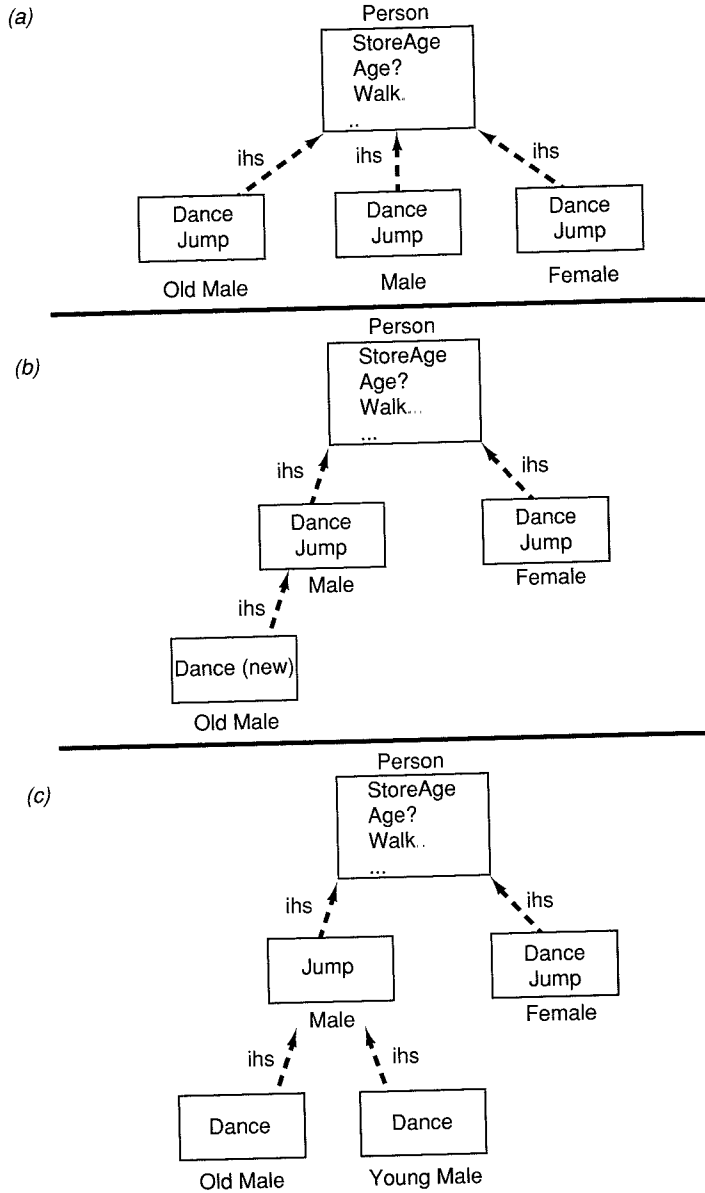 (a)
Person
StoreAge
Age?
Walk..
..
ihs
ihs
ihs
Dance
Jump
Dance
Jump
Dance
Jump
Old Male
Male
Female
(b)
Person
StoreAge
Age?
Walk...
...
ihs
ihs
Dance
Jump
Dance
Jump
Male
Female
ihs
Dance (new)
Old Male
(c)
Person
StoreAge
Age?
Walk..
...
ihs
ihs
Jump
Dance
Jump
Male
Female
ihs
ihs
Dance
Dance
Old Male
Young Male